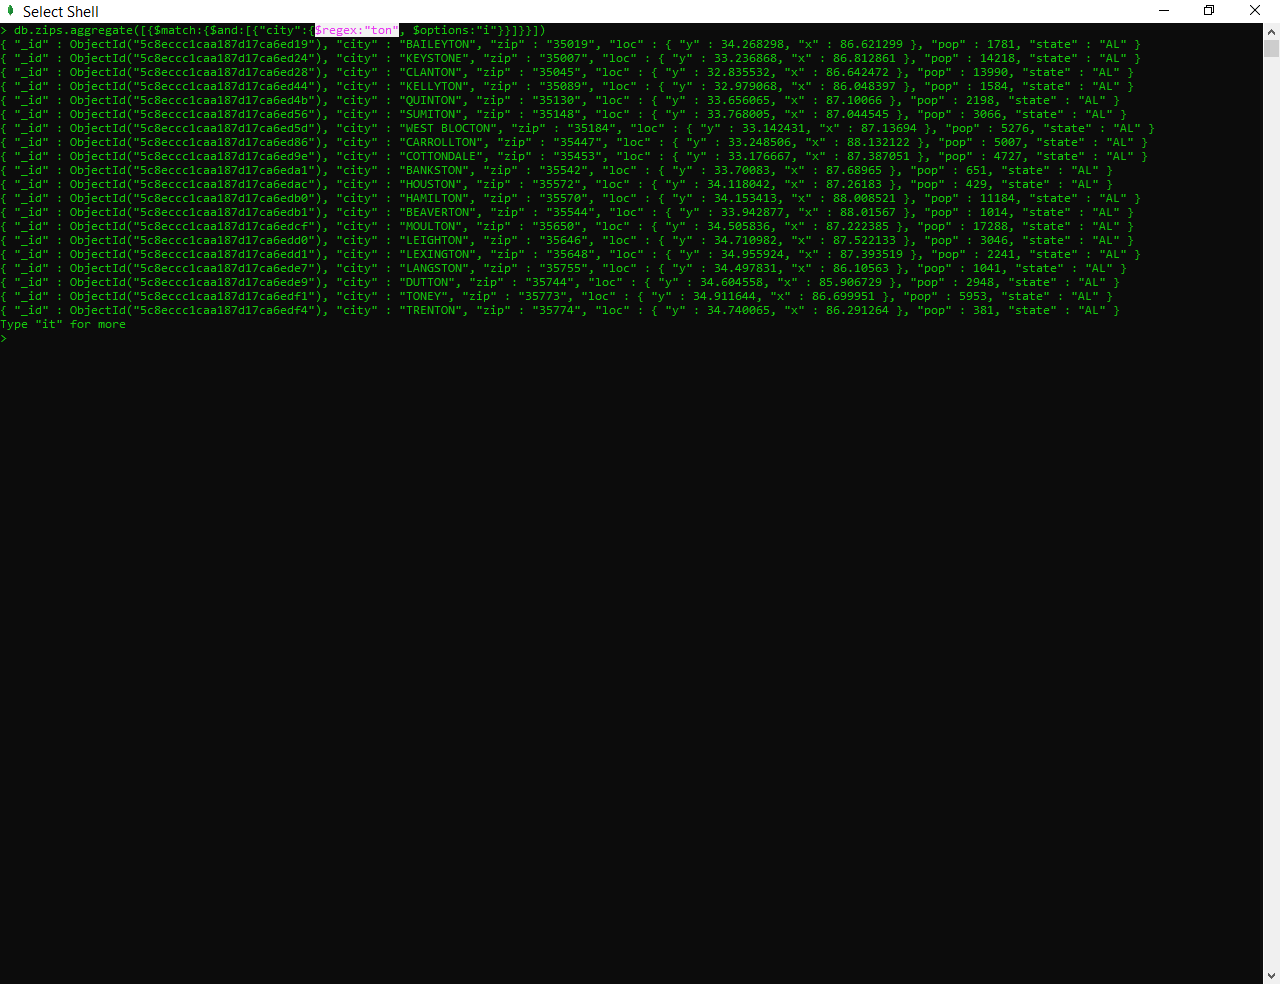 Select Shell
> db.zips.aggregate([{$match:{$and:[{"city":{$regex:"ton", $options:"i"}}]}}])
{ "_id" : ObjectId("5c8eccc1caa187d17ca6ed19"), "city" : "BAILEYTON", "zip" : "35019", "loc" : { "y" : 34.268298, "x" : 86.621299 }, "pop" : 1781, "state" : "AL" }
{ "_id" : ObjectId("5c8eccc1caa187d17ca6ed24"), "city" : "KEYSTONE", "zip" : "35007", "loc" : { "y" : 33.236868, "x" : 86.812861 }, "pop" : 14218, "state" : "AL" }
{ "_id" : ObjectId("5c8eccc1caa187d17ca6ed28"), "city" : "CLANTON", "zip" : "35045", "loc" : { "y" : 32.835532, "x" : 86.642472 }, "pop" : 13990, "state" : "AL" }
{ "_id" : ObjectId("5c8eccc1caa187d17ca6ed44"), "city" : "KELLYTON", "zip" : "35089", "loc" : { "y" : 32.979068, "x" : 86.048397 }, "pop" : 1584, "state" : "AL" }
{ "_id" : ObjectId("5c8eccc1caa187d17ca6ed4b"), "city" : "QUINTON", "zip" : "35130", "loc" : { "y" : 33.656065, "x" : 87.10066 }, "pop" : 2198, "state" : "AL" }
{ "_id" : ObjectId("5c8eccc1caa187d17ca6ed56"), "city" : "SUMITON", "zip" : "35148", "loc" : { "y" : 33.768005, "x" : 87.044545 }, "pop" : 3066, "state" : "AL" }
{ "_id" : ObjectId("5c8eccc1caa187d17ca6ed5d"), "city" : "WEST BLOCTON", "zip" : "35184", "loc" : { "y" : 33.142431, "x" : 87.13694 }, "pop" : 5276, "state" : "AL" }
{ "_id" : ObjectId("5c8eccc1caa187d17ca6ed86"), "city" : "CARROLLTON", "zip" : "35447", "loc" : { "y" : 33.248506, "x" : 88.132122 }, "pop" : 5007, "state" : "AL" }
{ "_id" : ObjectId("5c8eccc1caa187d17ca6ed9e"), "city" : "COTTONDALE", "zip" : "35453", "loc" : { "y" : 33.176667, "x" : 87.387051 }, "pop" : 4727, "state" : "AL" }
{ "_id" : ObjectId("5c8eccc1caa187d17ca6eda1"), "city" : "BANKSTON", "zip" : "35542", "loc" : { "y" : 33.70083, "x" : 87.68965 }, "pop" : 651, "state" : "AL" }
{ "_id" : ObjectId("5c8eccc1caa187d17ca6edac"), "city" : "HOUSTON", "zip" : "35572", "loc" : { "y" : 34.118042, "x" : 87.26183 }, "pop" : 429, "state" : "AL" }
{ "_id" : ObjectId("5c8eccc1caa187d17ca6edb0"), "city" : "HAMILTON", "zip" : "35570", "loc" : { "y" : 34.153413, "x" : 88.008521 }, "pop" : 11184, "state" : "AL" }
{ "_id" : ObjectId("5c8eccc1caa187d17ca6edb1"), "city" : "BEAVERTON", "zip" : "35544", "loc" : { "y" : 33.942877, "x" : 88.01567 }, "pop" : 1014, "state" : "AL" }
{ "_id" : ObjectId("5c8eccc1caa187d17ca6edcf"), "city" : "MOULTON", "zip" : "35650", "loc" : { "y" : 34.505836, "x" : 87.222385 }, "pop" : 17288, "state" : "AL" }
{ "_id" : ObjectId("5c8eccc1caa187d17ca6edd0"), "city" : "LEIGHTON", "zip" : "35646", "loc" : { "y" : 34.710982, "x" : 87.522133 }, "pop" : 3046, "state" : "AL" }
{ "_id" : ObjectId("5c8eccc1caa187d17ca6edd1"), "city" : "LEXINGTON", "zip" : "35648", "loc" : { "y" : 34.955924, "x" : 87.393519 }, "pop" : 2241, "state" : "AL" }
{ "_id" : ObjectId("5c8eccc1caa187d17ca6ede7"), "city" : "LANGSTON", "zip" : "35755", "loc" : { "y" : 34.497831, "x" : 86.10563 }, "pop" : 1041, "state" : "AL" }
{ "_id" : ObjectId("5c8eccc1caa187d17ca6ede9"), "city" : "DUTTON", "zip" : "35744", "loc" : { "y" : 34.604558, "x" : 85.906729 }, "pop" : 2948, "state" : "AL" }
{ "_id" : ObjectId("5c8eccc1caa187d17ca6edf1"), "city" : "TONEY", "zip" : "35773", "loc" : { "y" : 34.911644, "x" : 86.699951 }, "pop" : 5953, "state" : "AL" }
{ "_id" : ObjectId("5c8eccc1caa187d17ca6edf4"), "city" : "TRENTON", "zip" : "35774", "loc" : { "y" : 34.740065, "x" : 86.291264 }, "pop" : 381, "state" : "AL" }
Type "it" for more
>